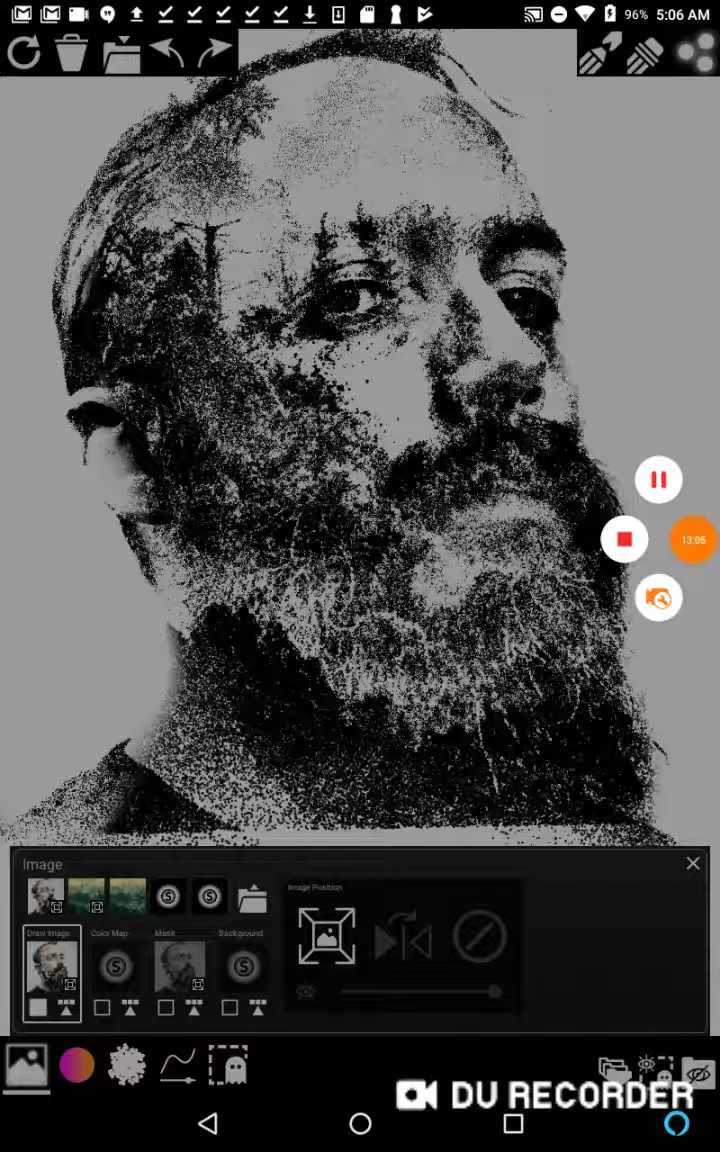 96% 5:06 AM
13:05
Image
Image Position
Draw Image Color Map Mask Background
S S
S S
DU RECORDER